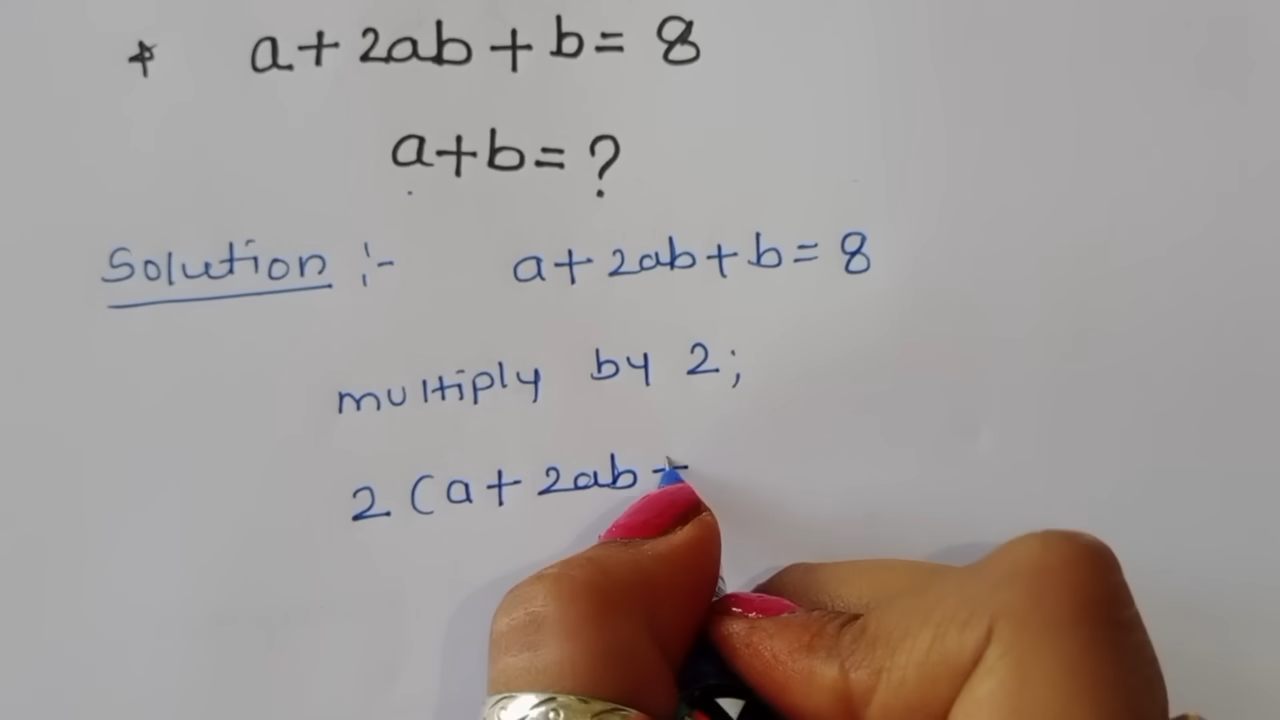 * a+2ab+b=8
a+b=?
Solution :- a+2ab+b=8
multiply by 2;
2(a+2ab+